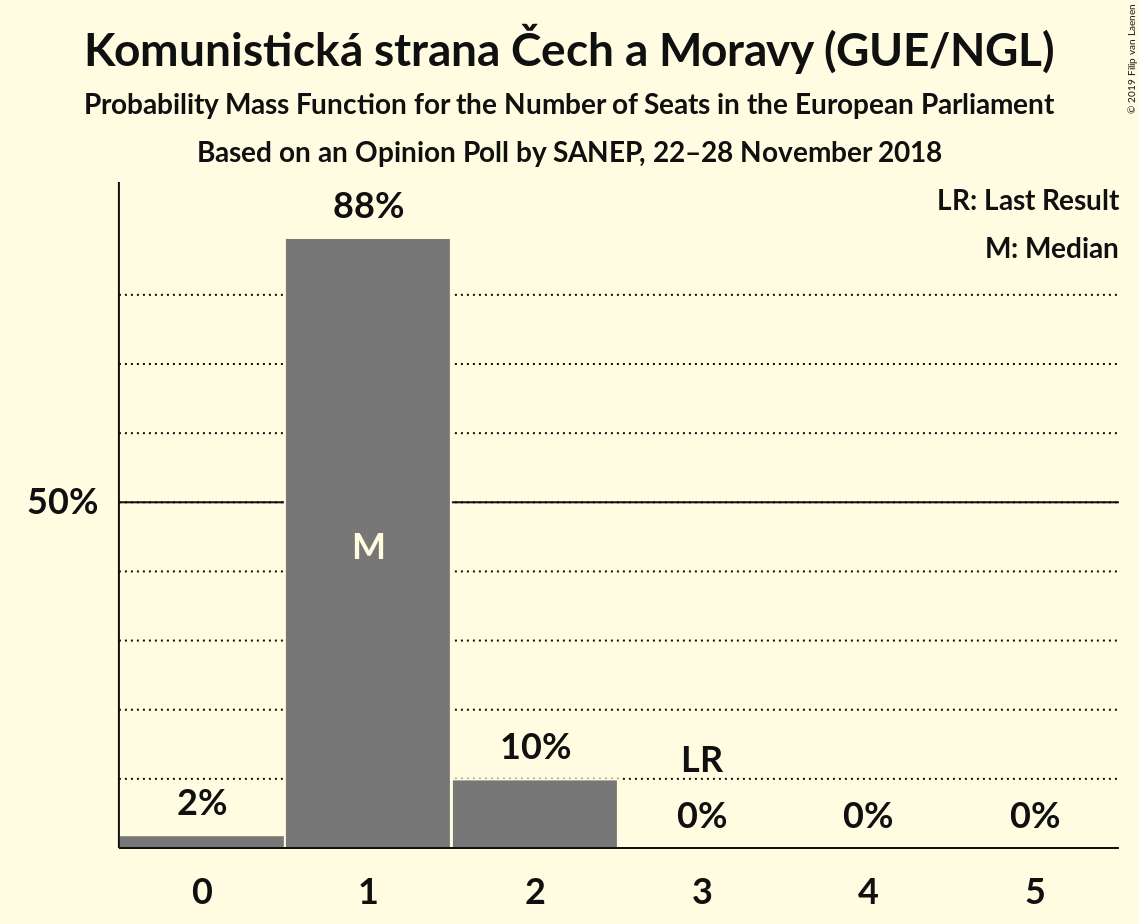 Komunistická strana Čech a Moravy (GUE/NGL)
Probability Mass Function for the Number of Seats in the European Parliament
Based on an Opinion Poll by SANEP, 22–28 November 2018
© 2019 Filip van Laenen
LR: Last Result
M: Median
88%
50%
M
10%
LR
2%
0%
0%
0%
0
1
2
3
4
5